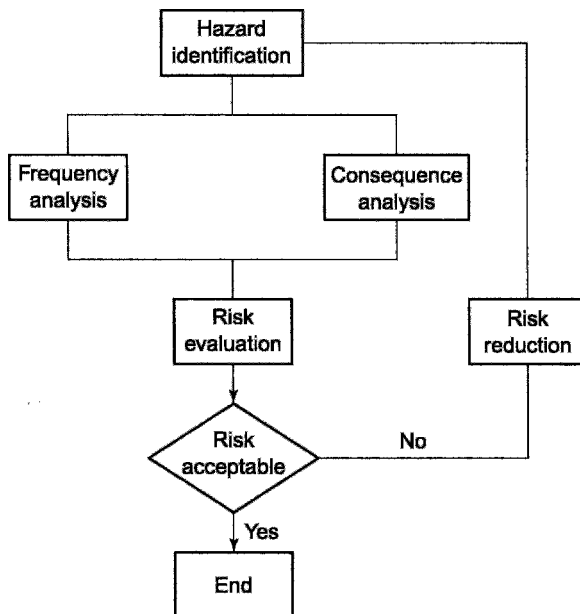 Hazard
identification
Frequency
analysis
Consequence
analysis
Risk
evaluation
Risk
reduction
Risk
acceptable
No
Yes
End